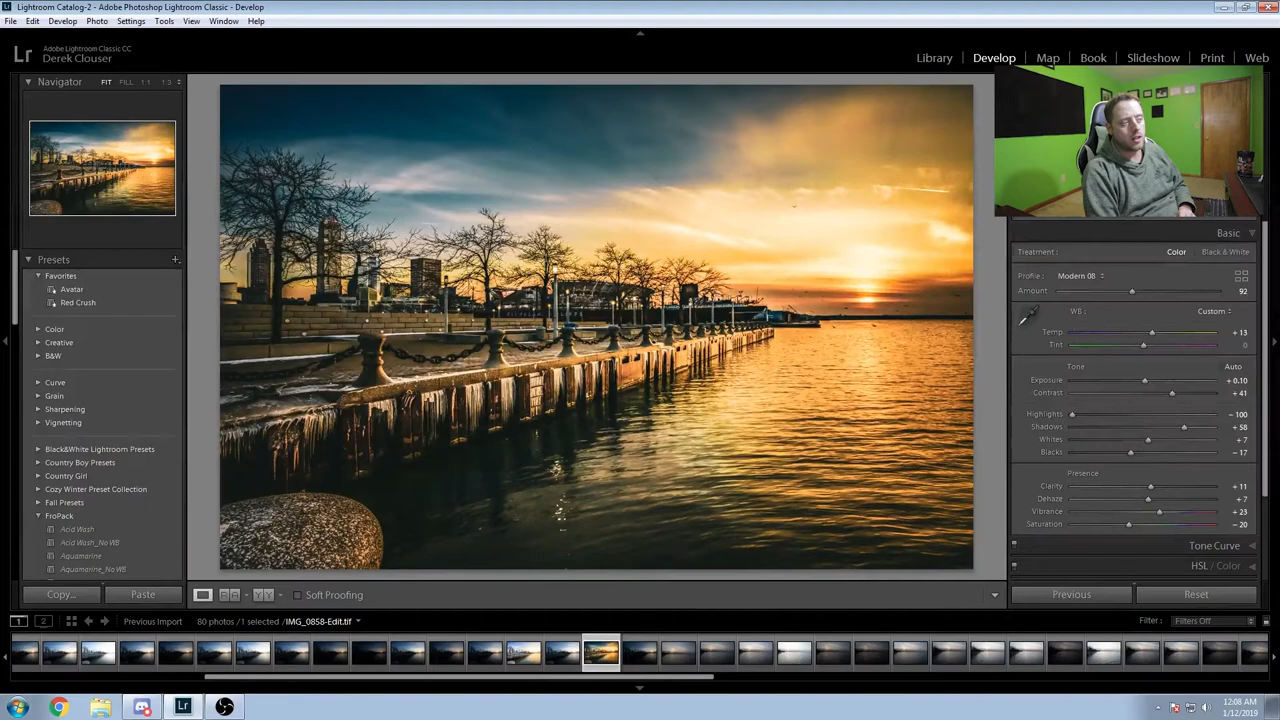 Lightroom Catalog-2 - Adobe Photoshop Lightroom Classic - Develop
File Edit Develop Photo Settings Tools View Window Help
Lr
Adobe Lightroom Classic CC
Derek Clouser
Library Develop Map Book Slideshow Print Web
Navigator FIT FILL 1:1 1:3
Presets +
Favorites
Avatar
Red Crush
Color
Creative
B&W
Curve
Grain
Sharpening
Vignetting
Black&White Lightroom Presets
Country Boy Presets
Country Girl
Cozy Winter Preset Collection
Fall Presets
FroPack
Acid Wash
Acid Wash_No WB
Aquamarine
Aquamarine_No WB
Copy... Paste
Basic
Treatment: Color Black & White
Profile: Modern 08
Amount 92
WB: Custom
Temp + 13
Tint 0
Tone Auto
Exposure + 0.10
Contrast + 41
Highlights - 100
Shadows + 58
Whites + 7
Blacks - 17
Presence
Clarity + 11
Dehaze + 7
Vibrance + 23
Saturation - 20
Tone Curve
HSL / Color
Previous Reset
Soft Proofing
1 2 Previous Import 80 photos / 1 selected / IMG_0858-Edit.tif
Filter: Filters Off
Lr
12:08 AM
1/12/2019